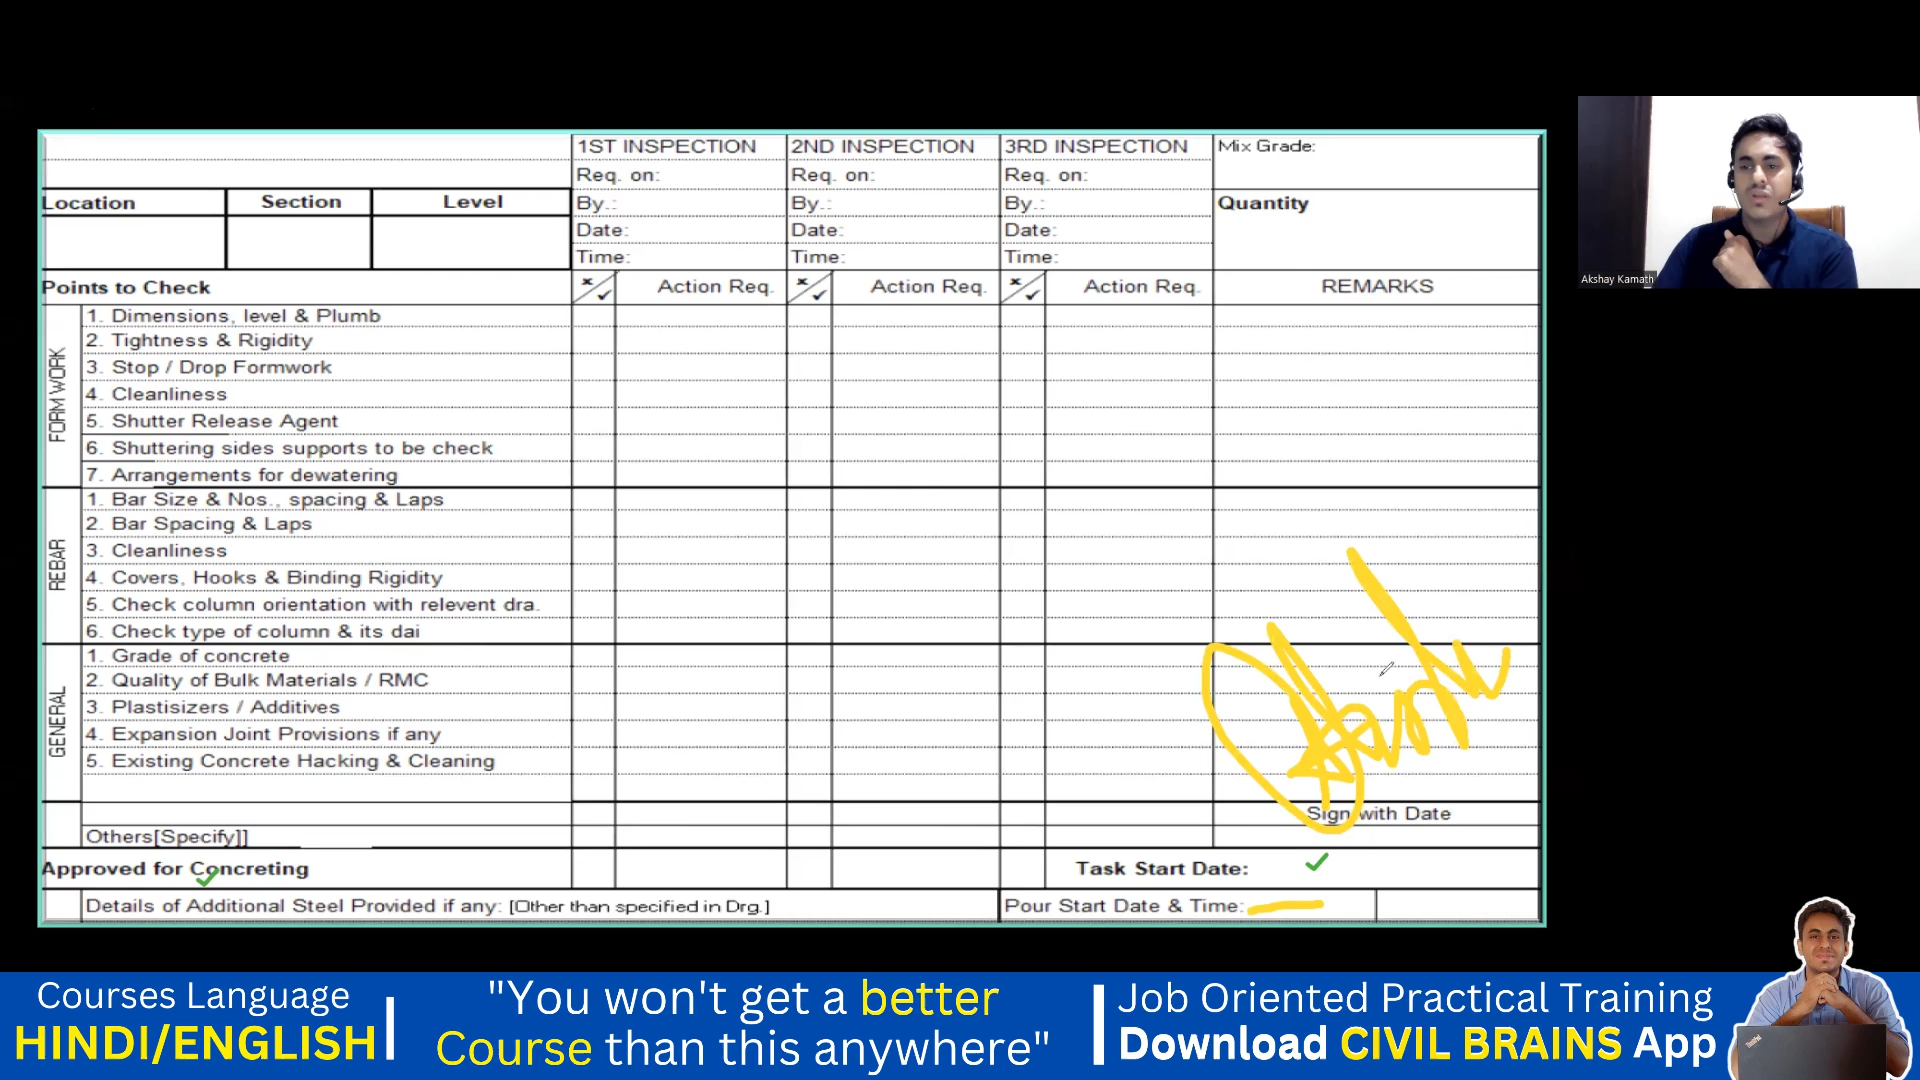 1ST INSPECTION 2ND INSPECTION 3RD INSPECTION Mix Grade:
Req. on: Req. on: Req. on:
Location Section Level By.: By.: By.: Quantity
Date: Date: Date:
Time: Time: Time:
Points to Check Action Req. Action Req. Action Req. REMARKS
FORM WORK
1. Dimensions, level & Plumb
2. Tightness & Rigidity
3. Stop / Drop Formwork
4. Cleanliness
5. Shutter Release Agent
6. Shuttering sides supports to be check
7. Arrangements for dewatering
REBAR
1. Bar Size & Nos., spacing & Laps
2. Bar Spacing & Laps
3. Cleanliness
4. Covers, Hooks & Binding Rigidity
5. Check column orientation with relevent dra.
6. Check type of column & its dai
GENERAL
1. Grade of concrete
2. Quality of Bulk Materials / RMC
3. Plastisizers / Additives
4. Expansion Joint Provisions if any
5. Existing Concrete Hacking & Cleaning
Sign with Date
Others[Specify]]
Approved for Concreting Task Start Date:
Details of Additional Steel Provided if any: [Other than specified in Drg.] Pour Start Date & Time:
Akshay Kamath
Courses Language
HINDI/ENGLISH
"You won't get a better
Course than this anywhere"
Job Oriented Practical Training
Download CIVIL BRAINS App